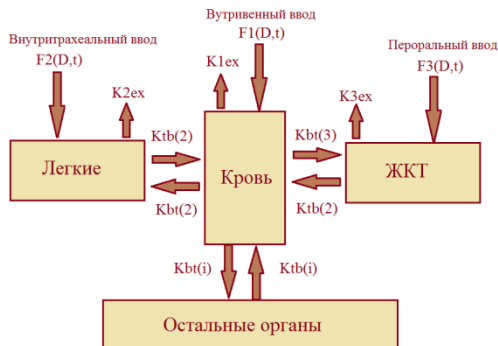 Вутривенный ввод
F1(D,t)
Внутритрахеальный ввод
F2(D,t)
Пероральный ввод
F3(D,t)
K1ex
K2ex
K3ex
Ktb(2)
Kbt(3)
Легкие
Кровь
ЖКТ
Kbt(2)
Ktb(2)
Kbt(i)
Ktb(i)
Остальные органы